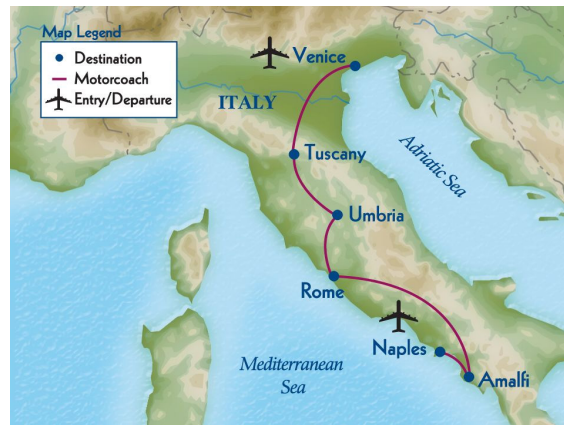 Map Legend
Destination
Motorcoach
Entry/Departure
Venice
ITALY
Tuscany
Adriatic Sea
Umbria
Rome
Naples
Mediterranean
Sea
Amalfi